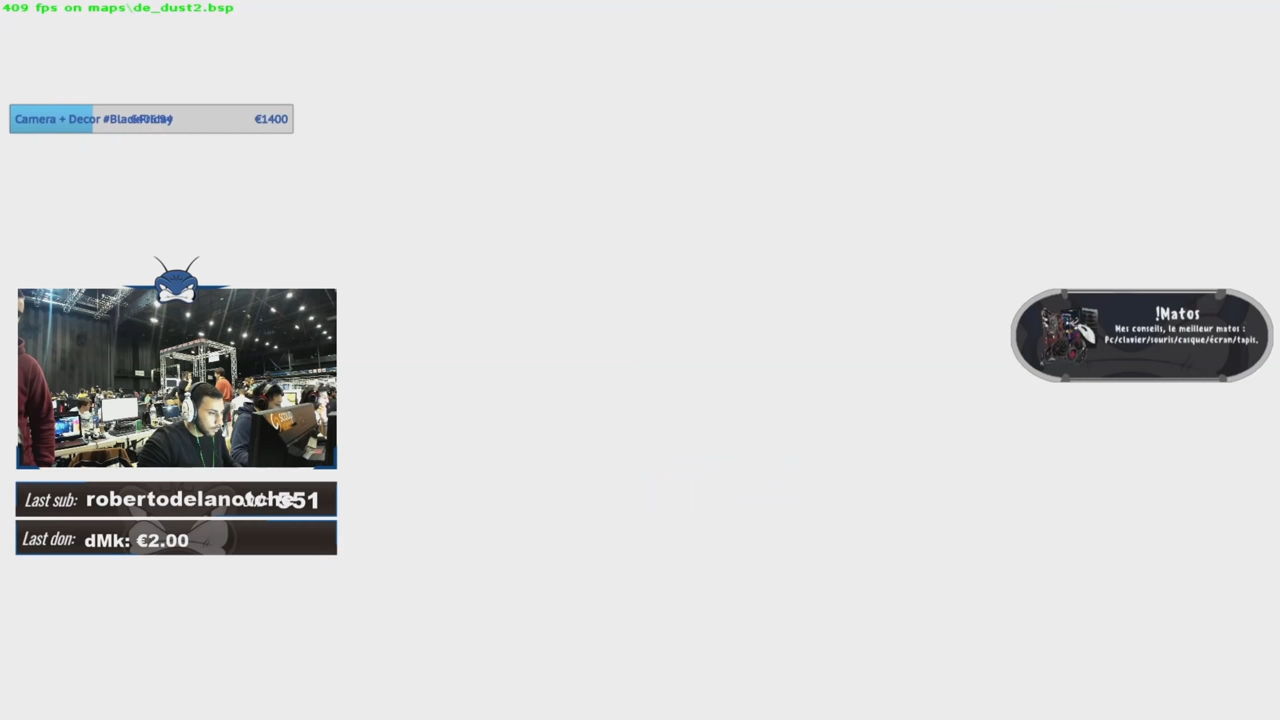 409 fps on maps\de_dust2.bsp
Camera + Decor
€1400
!Matos
Mes conseils, le meilleur matos :
Pc/clavier/souris/casque/écran/tapis.
Last sub: 551
Last don: dMk: €2.00